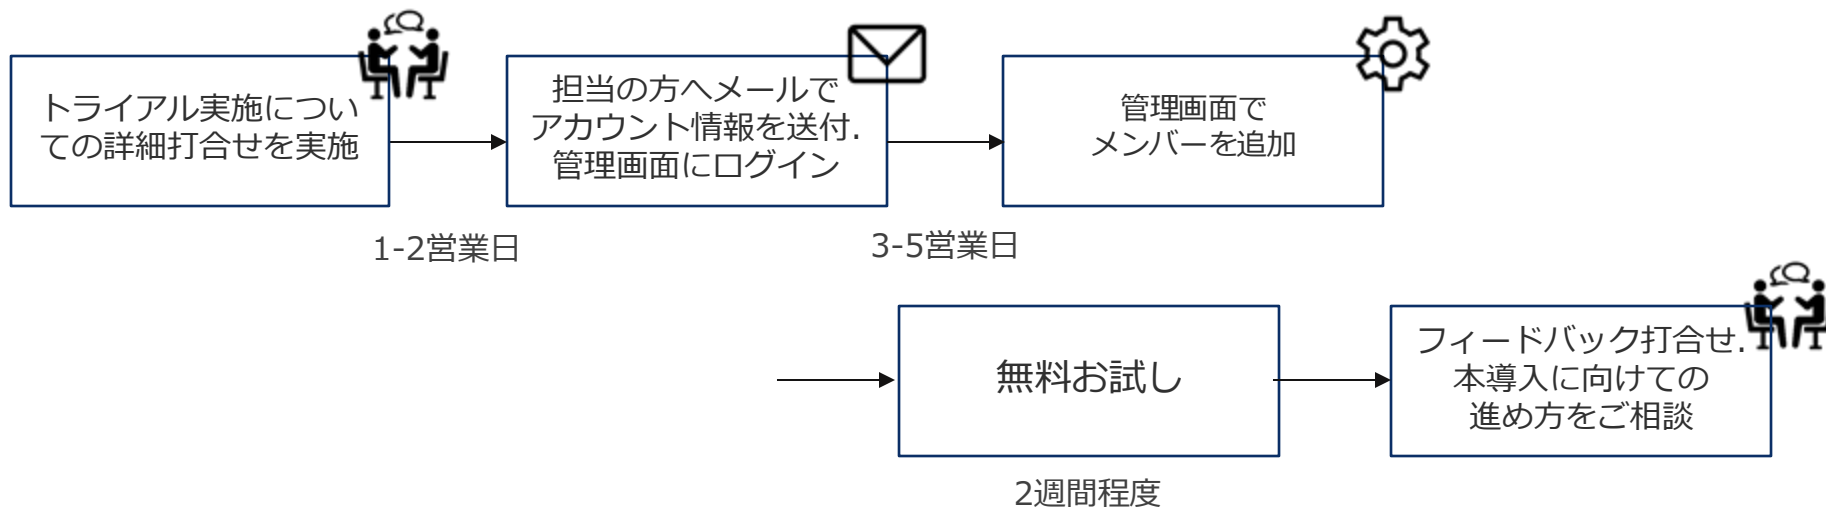 トライアル実施につい
ての詳細打合せを実施
担当の方へメールで
アカウント情報を送付.
管理画面にログイン
管理画面で
メンバーを追加
1-2営業日
3-5営業日
無料お試し
フィードバック打合せ.
本導入に向けての
進め方をご相談
2週間程度